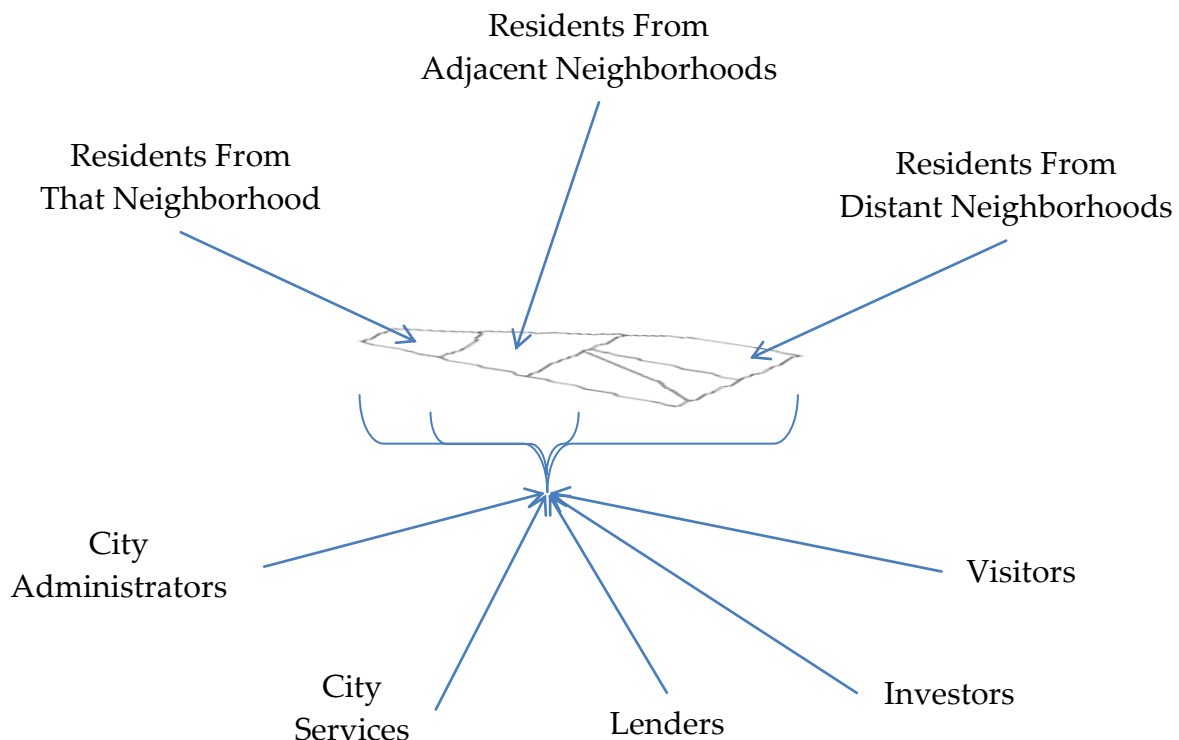 Residents From
Adjacent Neighborhoods
Residents From
That Neighborhood
Residents From
Distant Neighborhoods
City
Administrators
Visitors
City
Services
Lenders
Investors